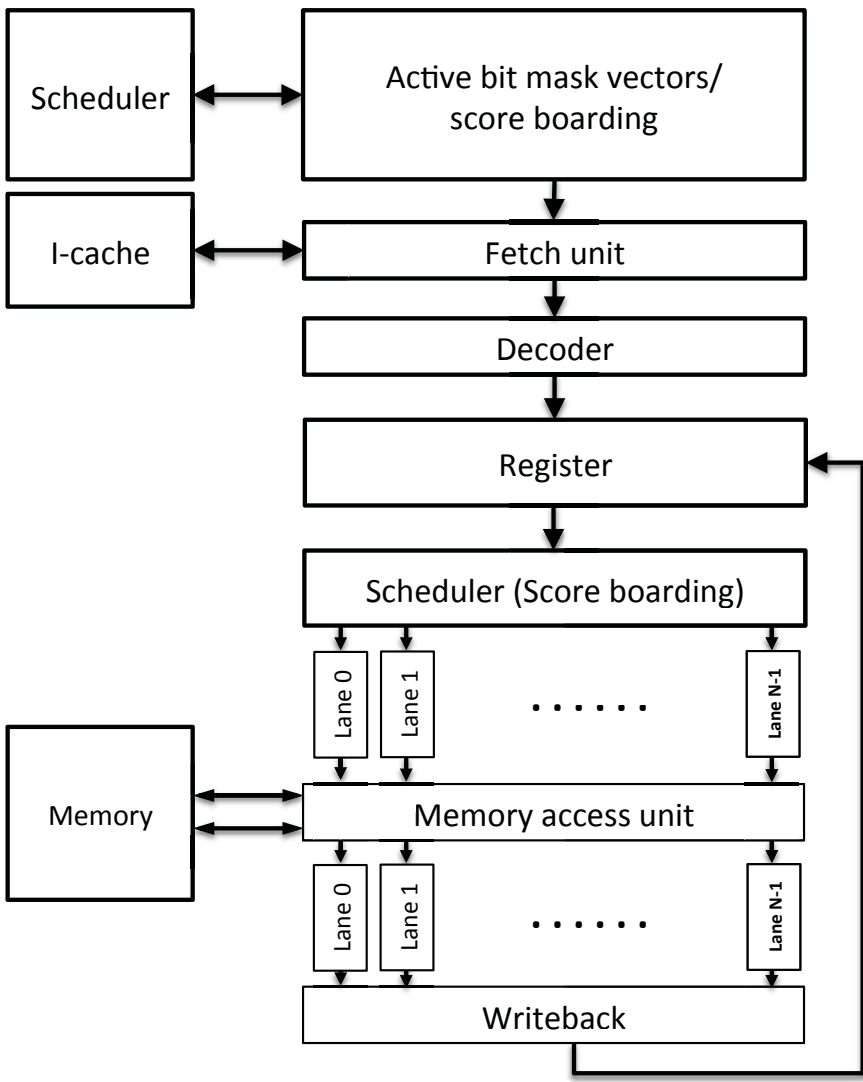 Scheduler
Active bit mask vectors/
score boarding
I-cache
Fetch unit
Decoder
Register
Scheduler (Score boarding)
Lane 0
Lane 1
. . . . . .
Lane N-1
Memory
Memory access unit
Lane 0
Lane 1
. . . . . .
Lane N-1
Writeback